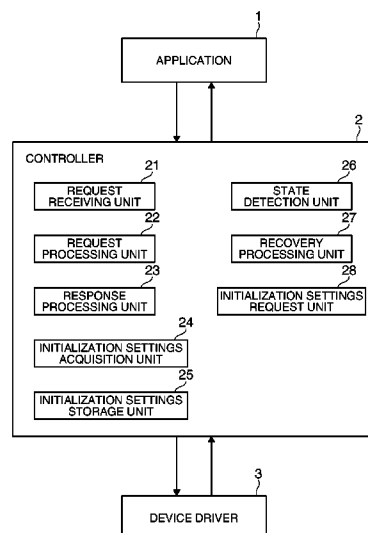 1
APPLICATION
2
CONTROLLER
21
REQUEST
RECEIVING UNIT
22
REQUEST
PROCESSING UNIT
23
RESPONSE
PROCESSING UNIT
24
INITIALIZATION SETTINGS
ACQUISITION UNIT
25
INITIALIZATION SETTINGS
STORAGE UNIT
26
STATE
DETECTION UNIT
27
RECOVERY
PROCESSING UNIT
28
INITIALIZATION SETTINGS
REQUEST UNIT
3
DEVICE DRIVER